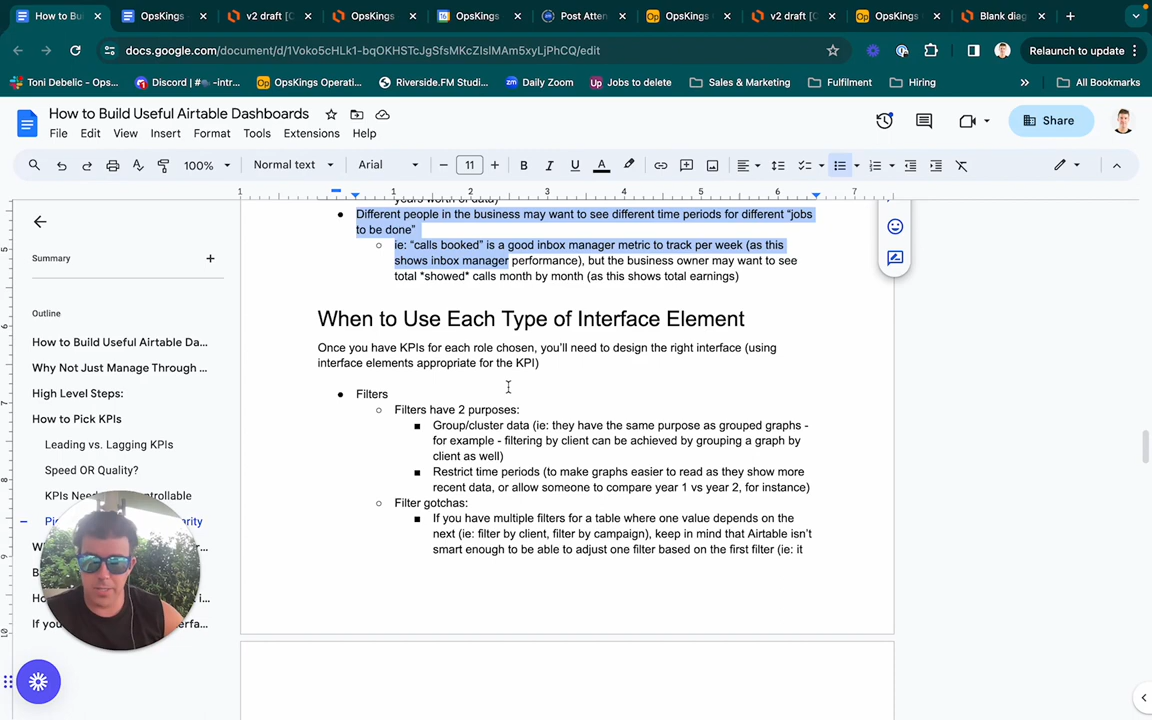 How to Buil
OpsKings
v2 draft [C
OpsKings
OpsKings
Post Atten
OpsKings
v2 draft [C
OpsKings
Blank diag
docs.google.com/document/d/1Voko5cHLk1-bqOKHSTcJgSfsMKcZIslMAm5xyLjPhCQ/edit
Relaunch to update
Toni Debelic - Ops...
Discord | #👋-intr...
OpsKings Operati...
Riverside.FM Studi...
Daily Zoom
Jobs to delete
Sales & Marketing
Fulfilment
Hiring
All Bookmarks
How to Build Useful Airtable Dashboards
File Edit View Insert Format Tools Extensions Help
Share
100%
Normal text
Arial
11
Summary
Outline
How to Build Useful Airtable Da...
Why Not Just Manage Through ...
High Level Steps:
How to Pick KPIs
Leading vs. Lagging KPIs
Speed OR Quality?
KPIs Nee
ntrollable
Pic
arity
years worth of data)
Different people in the business may want to see different time periods for different “jobs
to be done”
ie: “calls booked” is a good inbox manager metric to track per week (as this
shows inbox manager performance), but the business owner may want to see
total *showed* calls month by month (as this shows total earnings)
When to Use Each Type of Interface Element
Once you have KPIs for each role chosen, you’ll need to design the right interface (using
interface elements appropriate for the KPI)
Filters
Filters have 2 purposes:
Group/cluster data (ie: they have the same purpose as grouped graphs -
for example - filtering by client can be achieved by grouping a graph by
client as well)
Restrict time periods (to make graphs easier to read as they show more
recent data, or allow someone to compare year 1 vs year 2, for instance)
Filter gotchas:
If you have multiple filters for a table where one value depends on the
next (ie: filter by client, filter by campaign), keep in mind that Airtable isn’t
smart enough to be able to adjust one filter based on the first filter (ie: it